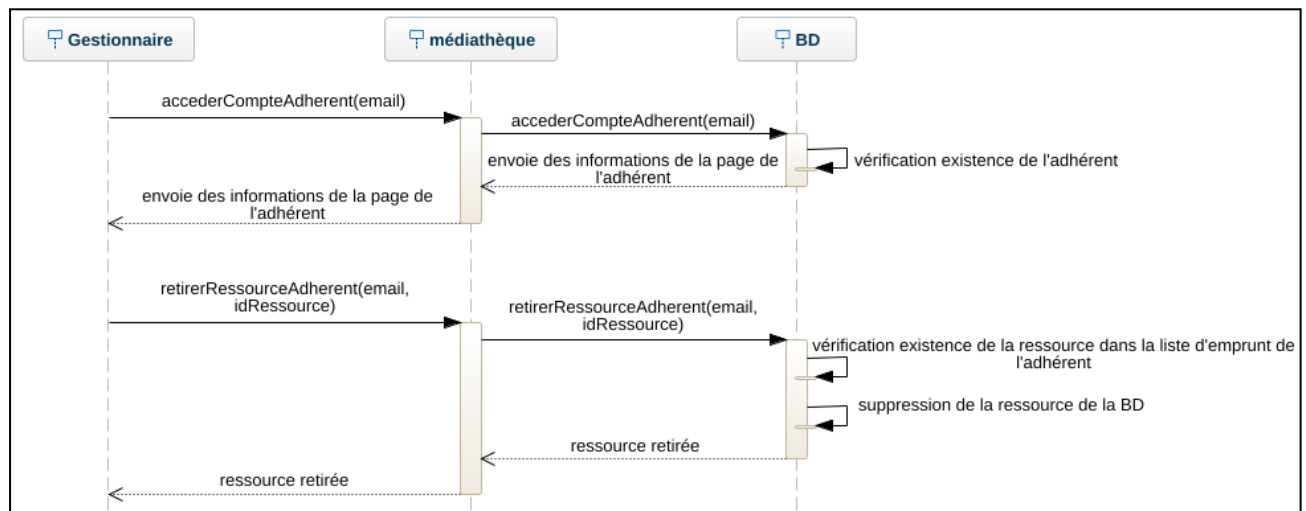 Gestionnaire
médiathèque
BD
accederCompteAdherent(email)
accederCompteAdherent(email)
vérification existence de l'adhérent
envoie des informations de la page de
l'adhérent
envoie des informations de la page de
l'adhérent
retirerRessourceAdherent(email,
idRessource)
retirerRessourceAdherent(email,
idRessource)
vérification existence de la ressource dans la liste d'emprunt de
l'adhérent
suppression de la ressource de la BD
ressource retirée
ressource retirée